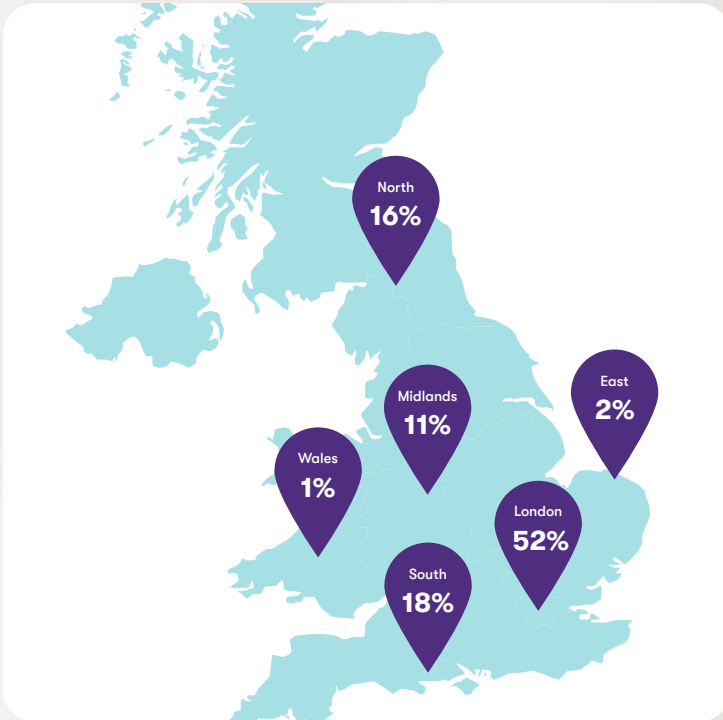 North
16%
East
2%
Midlands
11%
Wales
1%
London
52%
South
18%